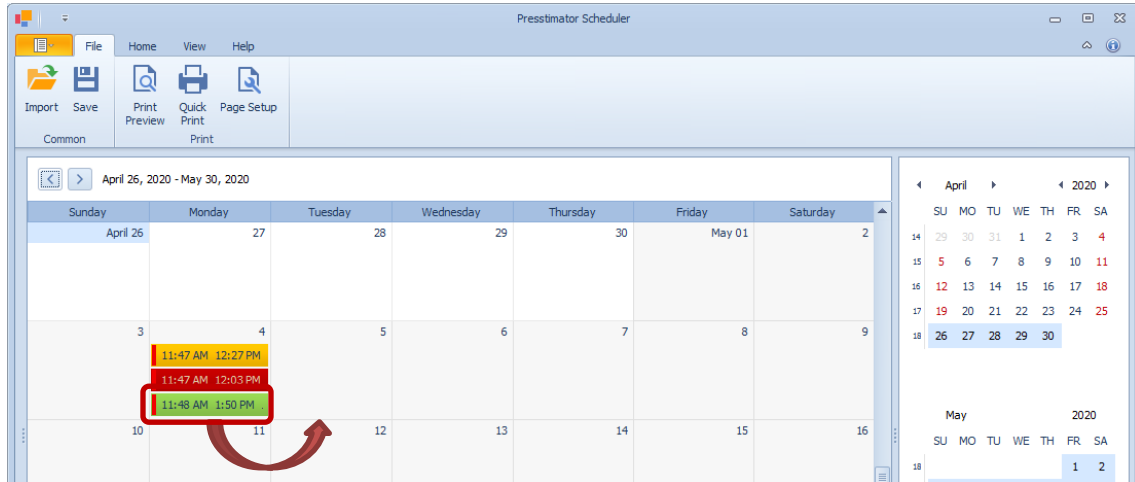 Presstimator Scheduler
File Home View Help
Import Save Print Preview Quick Print Page Setup
Common Print
April 26, 2020 - May 30, 2020
Sunday Monday Tuesday Wednesday Thursday Friday Saturday
April 26 27 28 29 30 May 01 2
3 4 5 6 7 8 9
11:47 AM 12:27 PM
11:47 AM 12:03 PM
11:48 AM 1:50 PM .
10 11 12 13 14 15 16
April 2020
SU MO TU WE TH FR SA
14 29 30 31 1 2 3 4
15 5 6 7 8 9 10 11
16 12 13 14 15 16 17 18
17 19 20 21 22 23 24 25
18 26 27 28 29 30
May 2020
SU MO TU WE TH FR SA
18 1 2